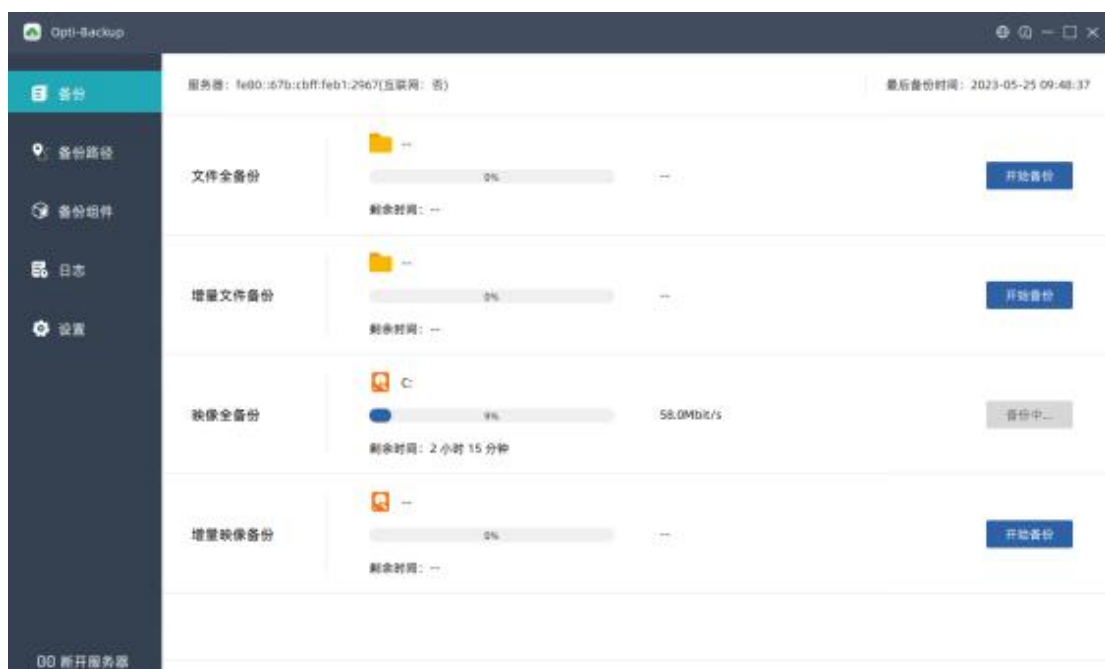 Opti-Backup
备份
备份路径
备份组件
日志
设置
断开服务器
服务器：fe80::67b:cbff:feb1:2967(互联网：否)
最后备份时间：2023-05-25 09:48:37
文件全备份
--
0%
--
剩余时间：--
开始备份
增量文件备份
--
0%
--
剩余时间：--
开始备份
映像全备份
C:
9%
58.0Mbit/s
剩余时间：2 小时 15 分钟
备份中...
增量映像备份
--
0%
--
剩余时间：--
开始备份